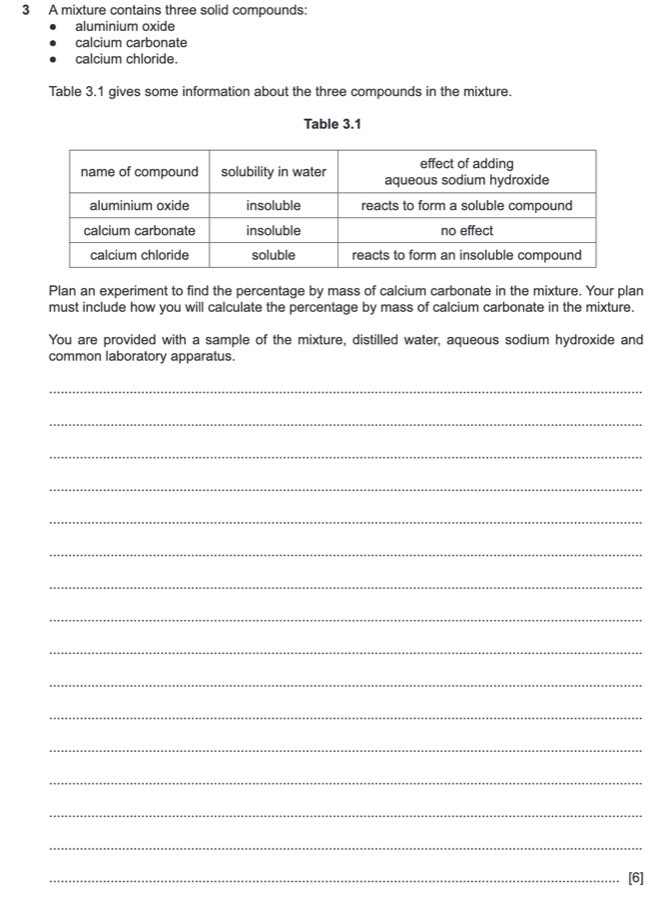 3 A mixture contains three solid compounds:
• aluminium oxide
• calcium carbonate
• calcium chloride.
Table 3.1 gives some information about the three compounds in the mixture.
Table 3.1
name of compound solubility in water effect of adding
aqueous sodium hydroxide
aluminium oxide insoluble reacts to form a soluble compound
calcium carbonate insoluble no effect
calcium chloride soluble reacts to form an insoluble compound
Plan an experiment to find the percentage by mass of calcium carbonate in the mixture. Your plan
must include how you will calculate the percentage by mass of calcium carbonate in the mixture.
You are provided with a sample of the mixture, distilled water, aqueous sodium hydroxide and
common laboratory apparatus.
[6]